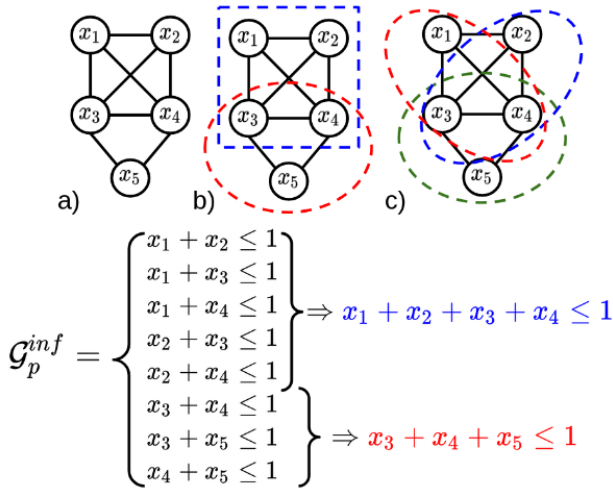 x₁ x₂ x₁ x₂ x₁ x₂
x₃ x₄ x₃ x₄ x₃ x₄
x₅ x₅ x₅
a) b) c)
x₁ + x₂ ≤ 1
x₁ + x₃ ≤ 1
x₁ + x₄ ≤ 1 ⇒ x₁ + x₂ + x₃ + x₄ ≤ 1
x₂ + x₃ ≤ 1
𝓖ₚⁱⁿᶠ = x₂ + x₄ ≤ 1
x₃ + x₄ ≤ 1
x₃ + x₅ ≤ 1 ⇒ x₃ + x₄ + x₅ ≤ 1
x₄ + x₅ ≤ 1